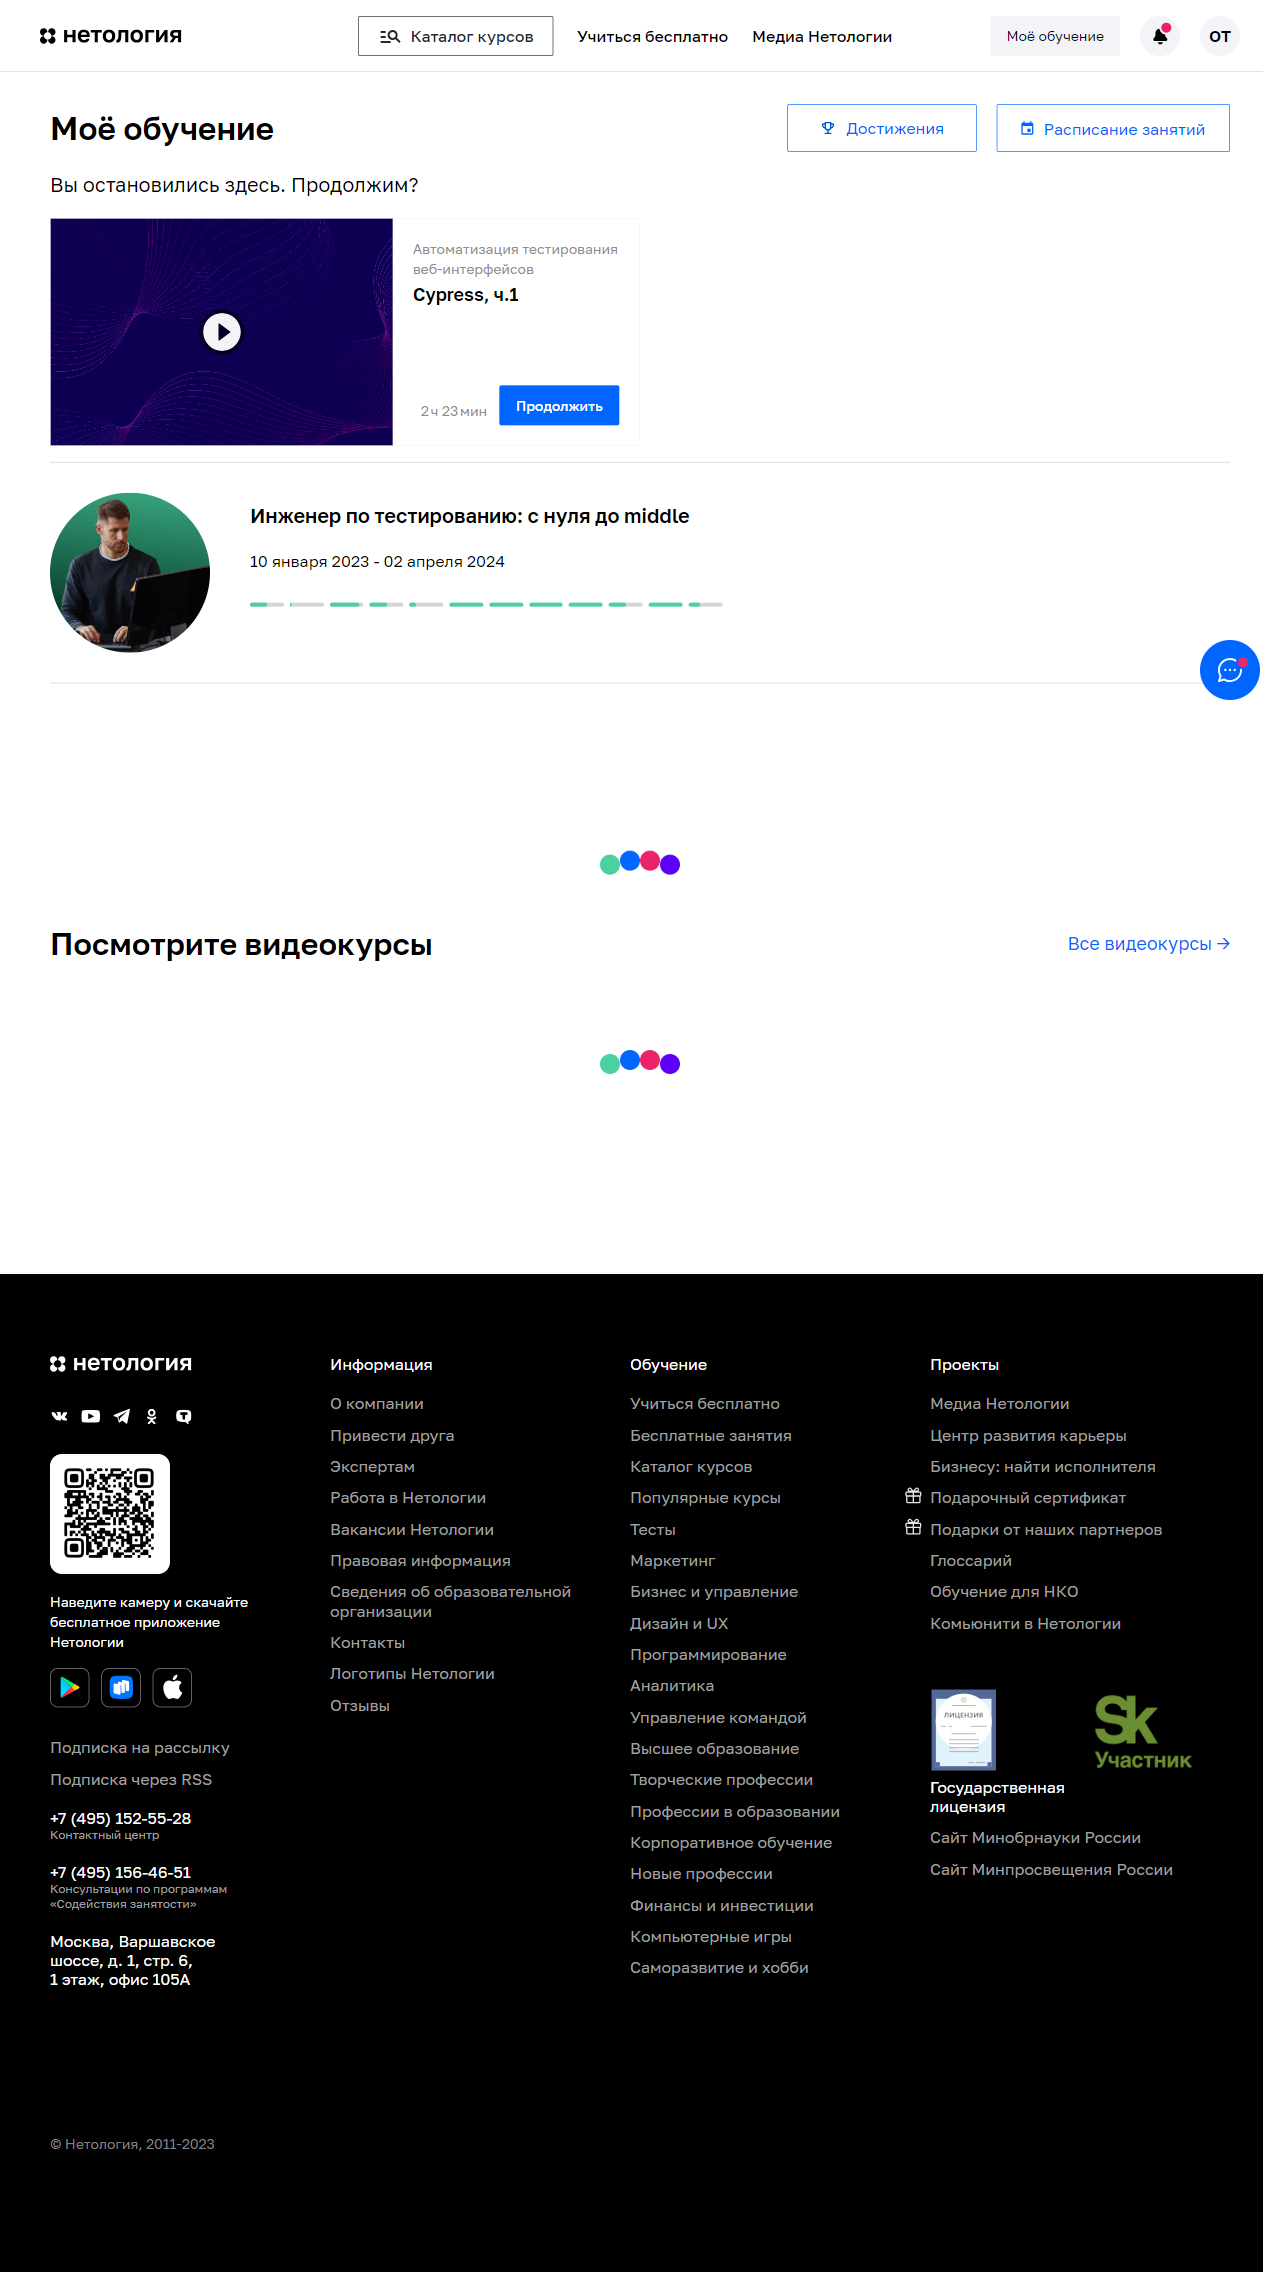 нетология
Каталог курсов
Учиться бесплатно
Медиа Нетологии
Моё обучение
ОТ
Моё обучение
Достижения
Расписание занятий
Вы остановились здесь. Продолжим?
Автоматизация тестирования
веб-интерфейсов
Cypress, ч.1
2 ч 23 мин
Продолжить
Инженер по тестированию: с нуля до middle
10 января 2023 - 02 апреля 2024
Посмотрите видеокурсы
Все видеокурсы →
нетология
Наведите камеру и скачайте
бесплатное приложение
Нетологии
Подписка на рассылку
Подписка через RSS
+7 (495) 152-55-28
Контактный центр
+7 (495) 156-46-51
Консультации по программам
«Содействия занятости»
Москва, Варшавское
шоссе, д. 1, стр. 6,
1 этаж, офис 105А
Информация
О компании
Привести друга
Экспертам
Работа в Нетологии
Вакансии Нетологии
Правовая информация
Сведения об образовательной
организации
Контакты
Логотипы Нетологии
Отзывы
Обучение
Учиться бесплатно
Бесплатные занятия
Каталог курсов
Популярные курсы
Тесты
Маркетинг
Бизнес и управление
Дизайн и UX
Программирование
Аналитика
Управление командой
Высшее образование
Творческие профессии
Профессии в образовании
Корпоративное обучение
Новые профессии
Финансы и инвестиции
Компьютерные игры
Саморазвитие и хобби
Проекты
Медиа Нетологии
Центр развития карьеры
Бизнесу: найти исполнителя
Подарочный сертификат
Подарки от наших партнеров
Глоссарий
Обучение для НКО
Комьюнити в Нетологии
ЛИЦЕНЗИЯ
Sk
Участник
Государственная
лицензия
Сайт Минобрнауки России
Сайт Минпросвещения России
© Нетология, 2011-2023